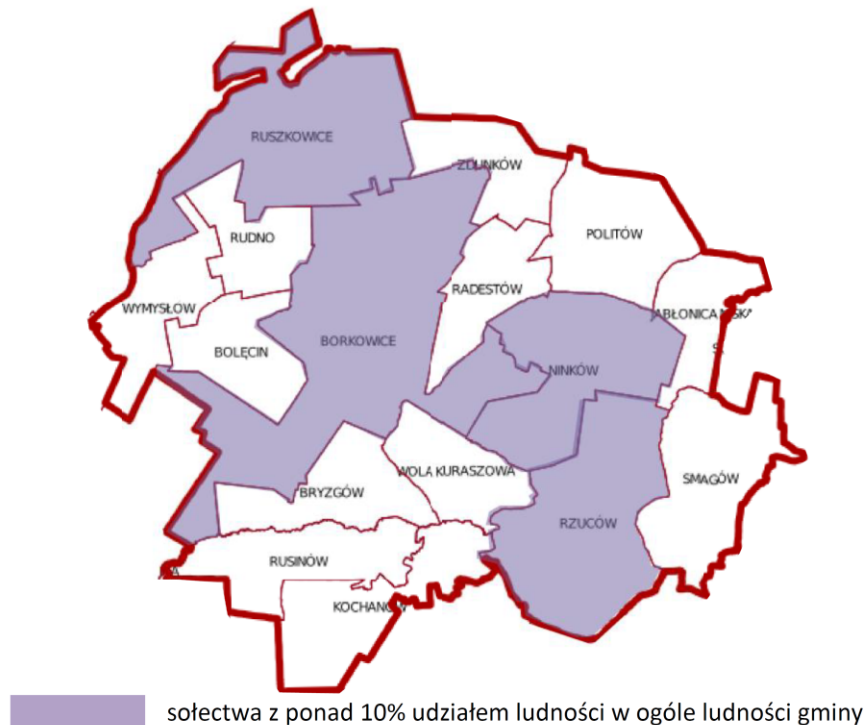 RUSZKOWICE
ZDUNKÓW
RUDNO
POLITÓW
WYMYSŁOW
RADESTÓW
BORKOWICE
BOLĘCIN
NINKÓW
WOLA KURASZOWA
BRYZGÓW
SMAGÓW
RZUCÓW
RUSINÓW
KOCHANÓW
sołectwa z ponad 10% udziałem ludności w ogóle ludności gminy